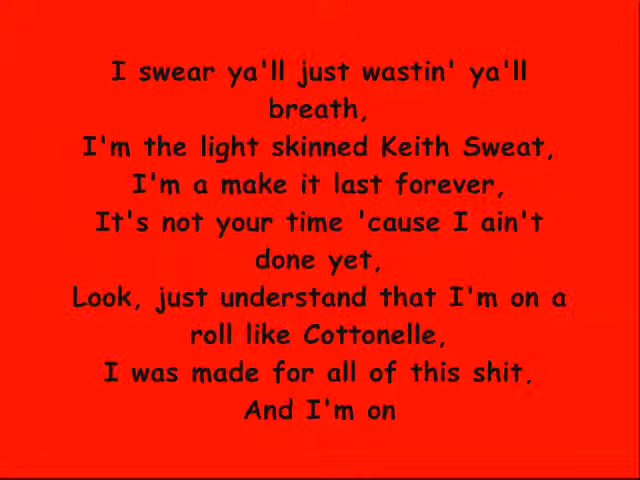 I swear ya'll just wastin' ya'll
breath,
I'm the light skinned Keith Sweat,
I'm a make it last forever,
It's not your time 'cause I ain't
done yet,
Look, just understand that I'm on a
roll like Cottonelle,
I was made for all of this shit,
And I'm on